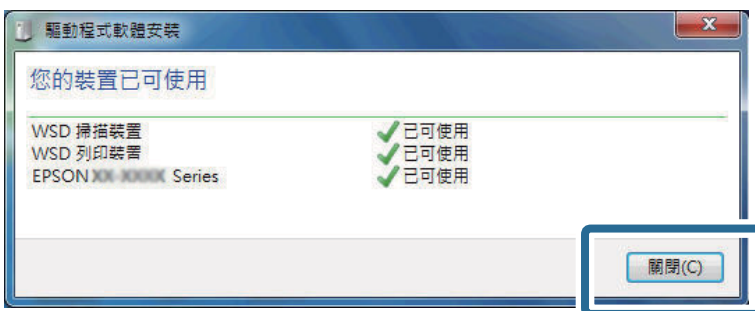 驅動程式軟體安裝
您的裝置已可使用
WSD 掃描裝置 已可使用
WSD 列印裝置 已可使用
EPSON Series 已可使用
關閉(C)